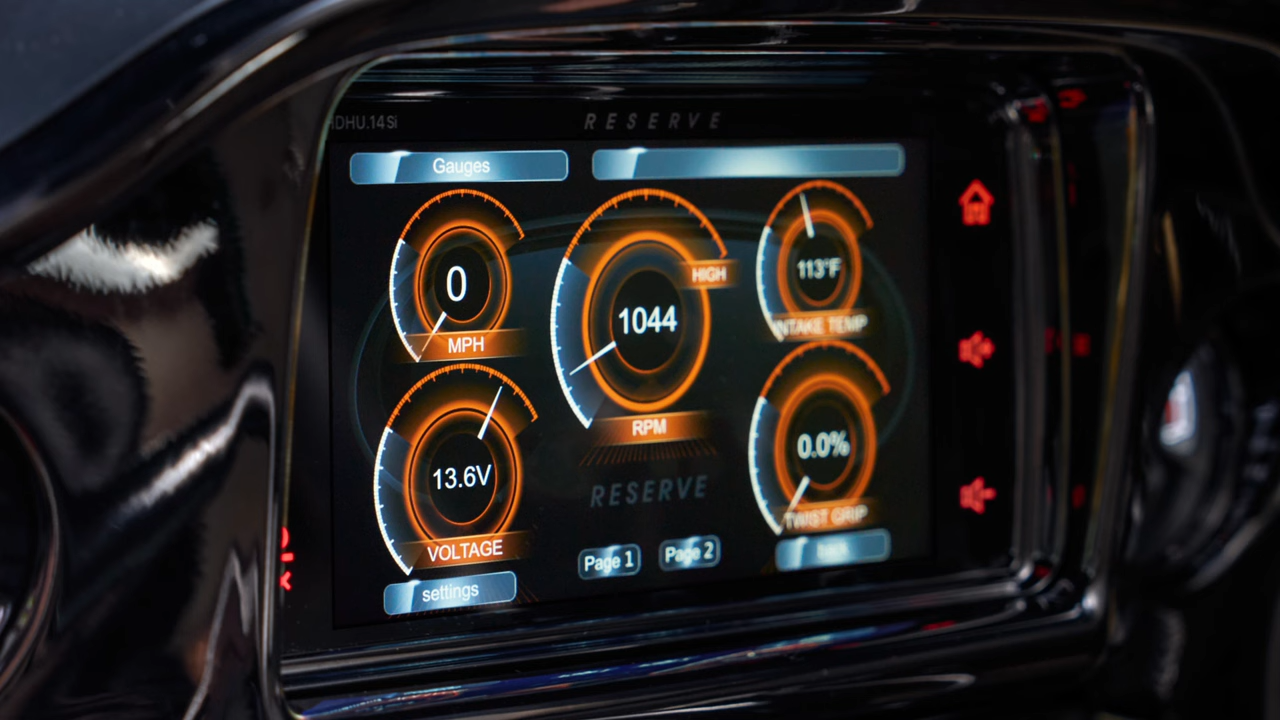 HDHU.14Si
RESERVE
Gauges
0
MPH
1044
HIGH
RPM
113°F
INTAKE TEMP
13.6V
VOLTAGE
0.0%
TWIST GRIP
RESERVE
settings
Page 1
Page 2
back